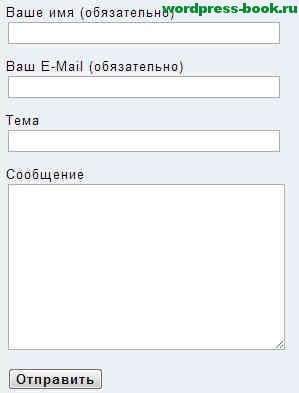 wordpress-book.ru
Ваше имя (обязательно)
Ваш E-Mail (обязательно)
Тема
Сообщение
Отправить